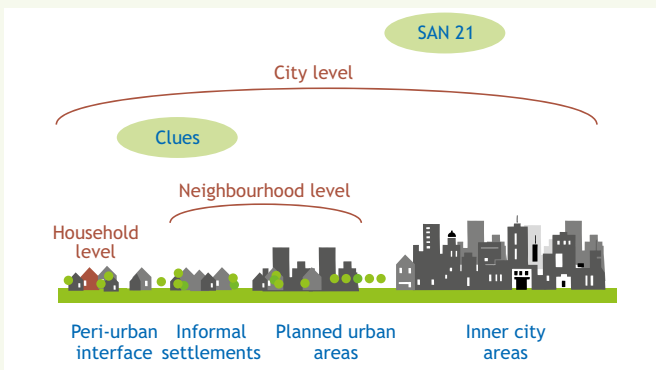 SAN 21
City level
Clues
Neighbourhood level
Household
level
Peri-urban
interface
Informal
settlements
Planned urban
areas
Inner city
areas